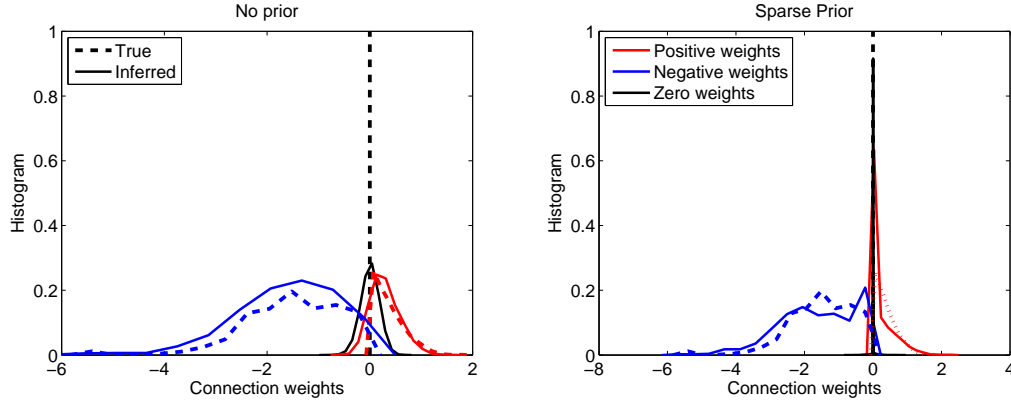 No prior
1
0.8
0.6
0.4
0.2
0
Histogram
True
Inferred
−6
−4
−2
0
2
Connection weights
Sparse Prior
1
0.8
0.6
0.4
0.2
0
Histogram
Positive weights
Negative weights
Zero weights
−8
−6
−4
−2
0
2
4
Connection weights